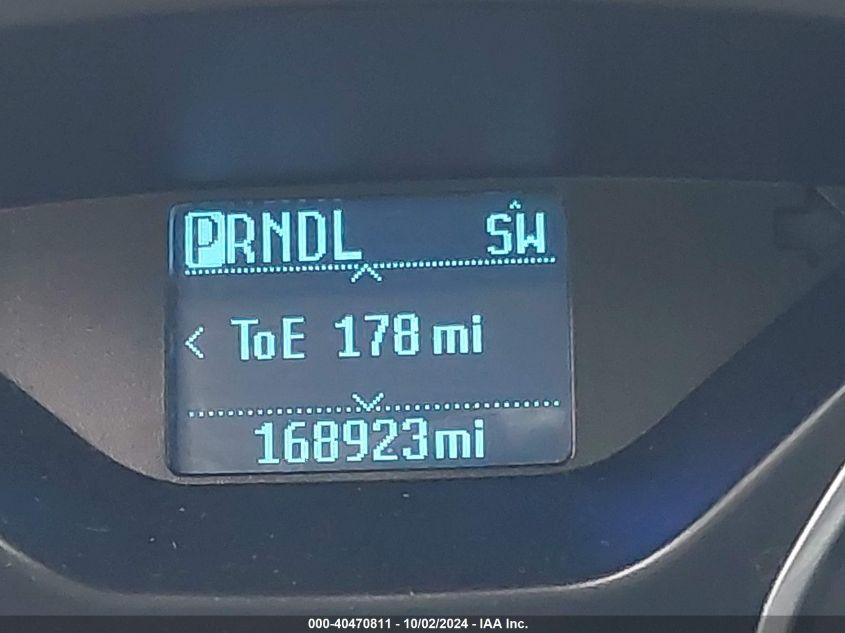 PRNDL SW
< ToE 178 mi
168923mi
000-40470811 - 10/02/2024 - IAA Inc.